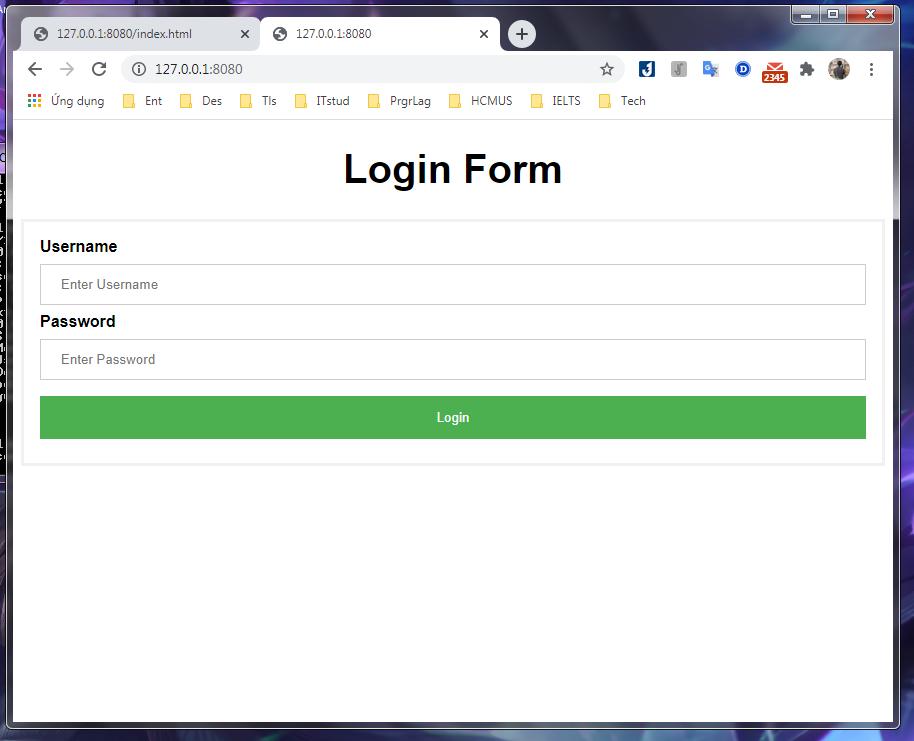 127.0.0.1:8080/index.html 127.0.0.1:8080
127.0.0.1:8080 2345
Ứng dụng Ent Des TIs ITstud PrgrLag HCMUS IELTS Tech
Login Form
Username
Enter Username
Password
Enter Password
Login